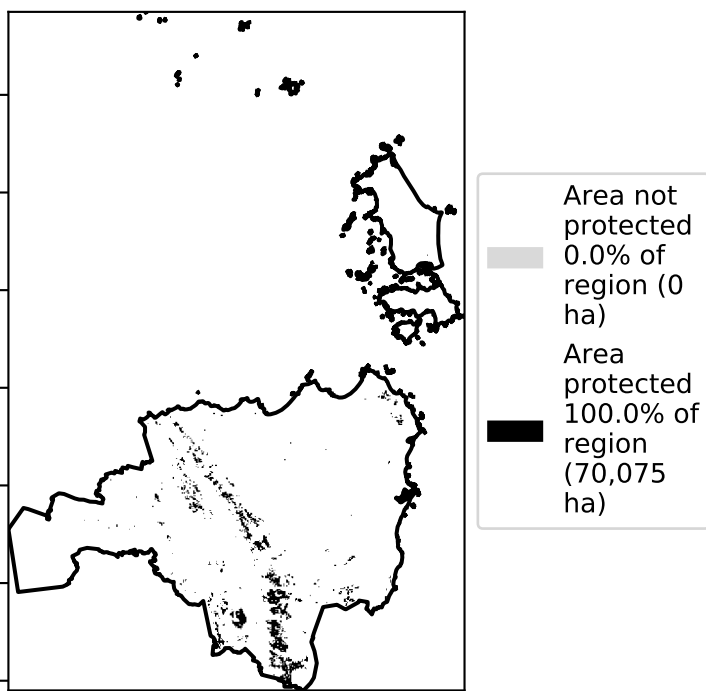 Area not
protected
0.0% of
region (0
ha)
Area
protected
100.0% of
region
(70,075
ha)